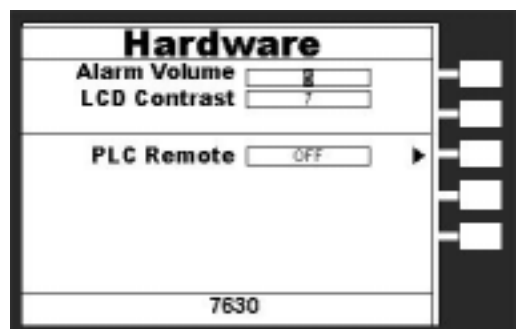 Hardware
Alarm Volume
LCD Contrast 7
PLC Remote OFF
7630